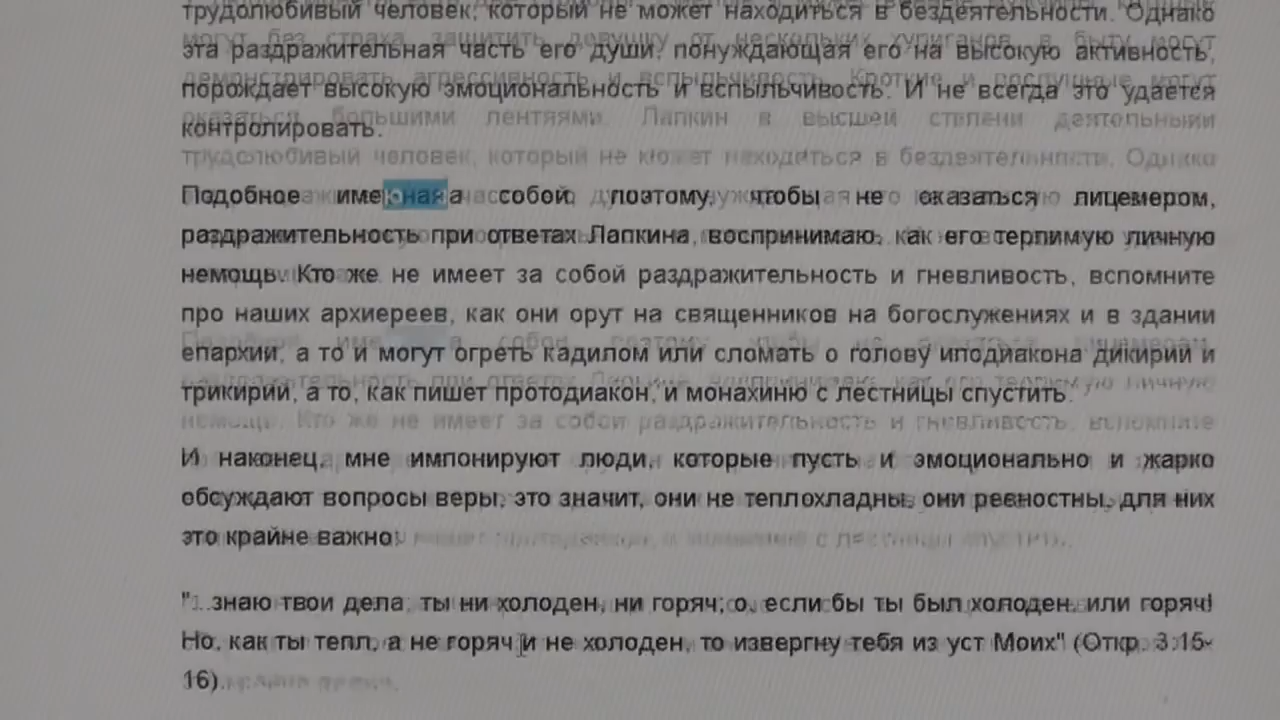 трудолюбивый человек, который не может находиться в бездеятельности. Однако
эта раздражительная часть его души, понуждающая его на высокую активность,
порождает высокую эмоциональность и вспыльчивость. И не всегда это удается
контролировать.
Подобное за собой, поэтому, чтобы не оказаться лицемером,
раздражительность при ответах Лапкина, воспринимаю, как его терпимую личную
немощь. Кто же не имеет за собой раздражительность и гневливость, вспомните
про наших архиереев, как они орут на священников на богослужениях и в здании
епархии, а то и могут огреть кадилом или сломать о голову иподиакона дикирий и
трикирий, а то, как пишет протодиакон, и монахиню с лестницы спустить.
И наконец, мне импонируют люди, которые пусть и эмоционально и жарко
обсуждают вопросы веры, это значит, они не теплохладны, они ревностны, для них
это крайне важно:
"...знаю твои дела; ты ни холоден, ни горяч; о, если бы ты был холоден, или горяч!
Но, как ты тепл, а не горяч и не холоден, то извергну тебя из уст Моих" (Откр. 3:15-
16).